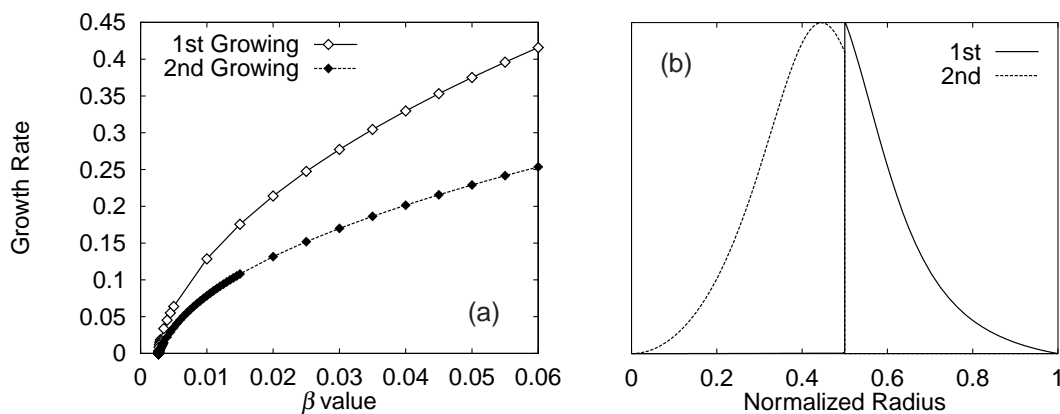 0.45
0.4
0.35
0.3
0.25
0.2
0.15
0.1
0.05
0
Growth Rate
1st Growing
2nd Growing
(a)
0 0.01 0.02 0.03 0.04 0.05 0.06
β value
(b)
1st
2nd
0 0.2 0.4 0.6 0.8 1
Normalized Radius